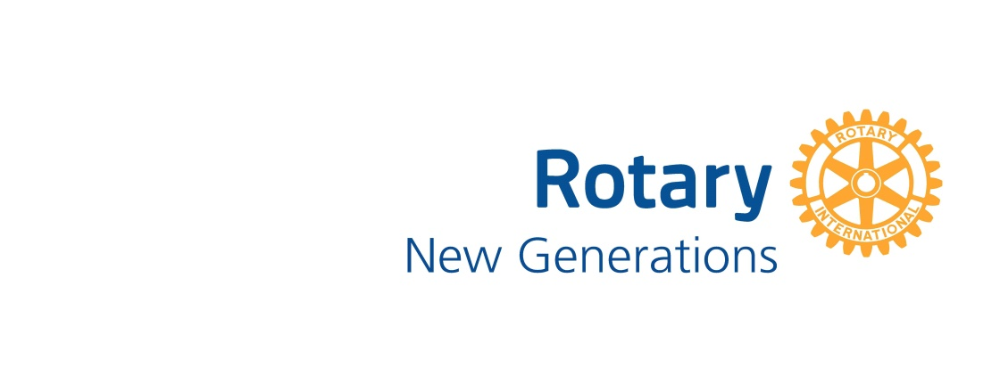 Rotary
New Generations
ROTARY
INTERNATIONAL